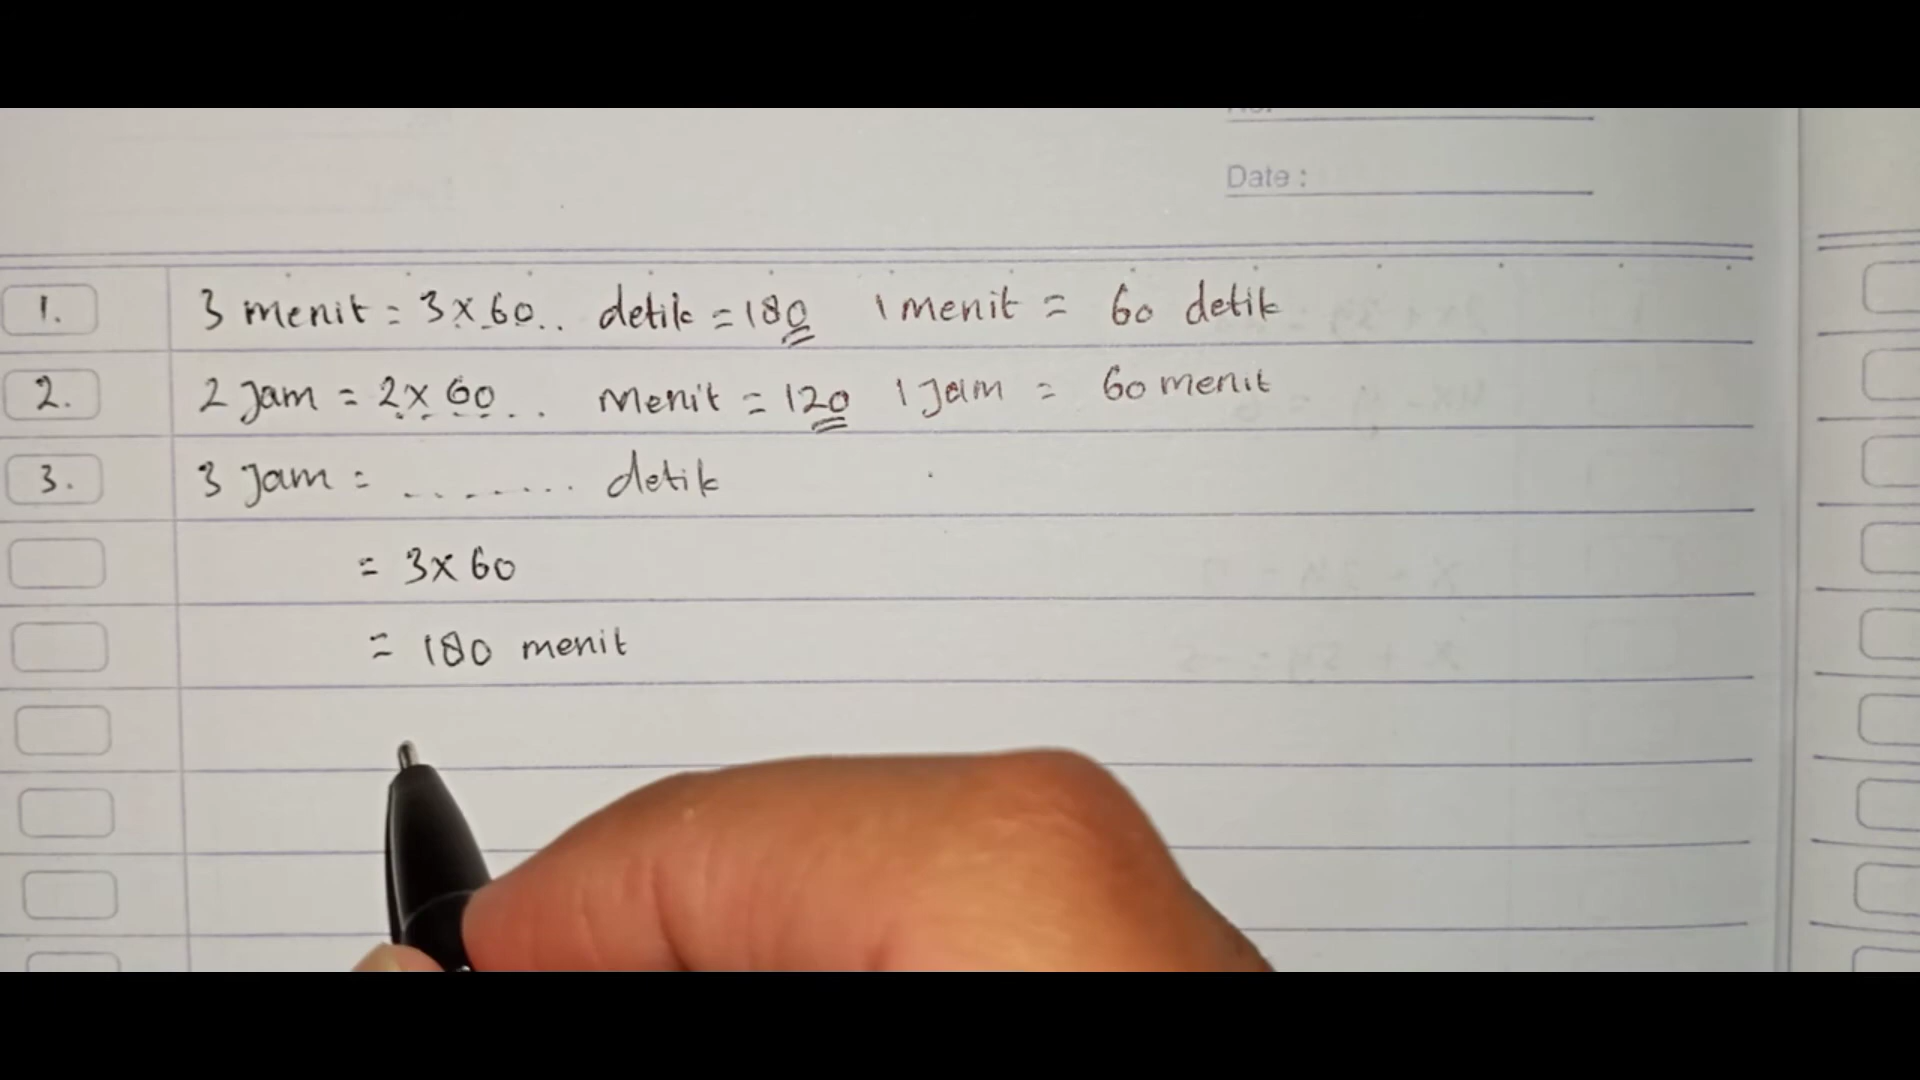 Date :
1. 3 menit = 3 x 60 .. detik = 180 1 menit = 60 detik
2. 2 Jam = 2 x 60 .. menit = 120 1 Jam = 60 menit
3. 3 Jam = ........ detik
= 3 x 60
= 180 menit